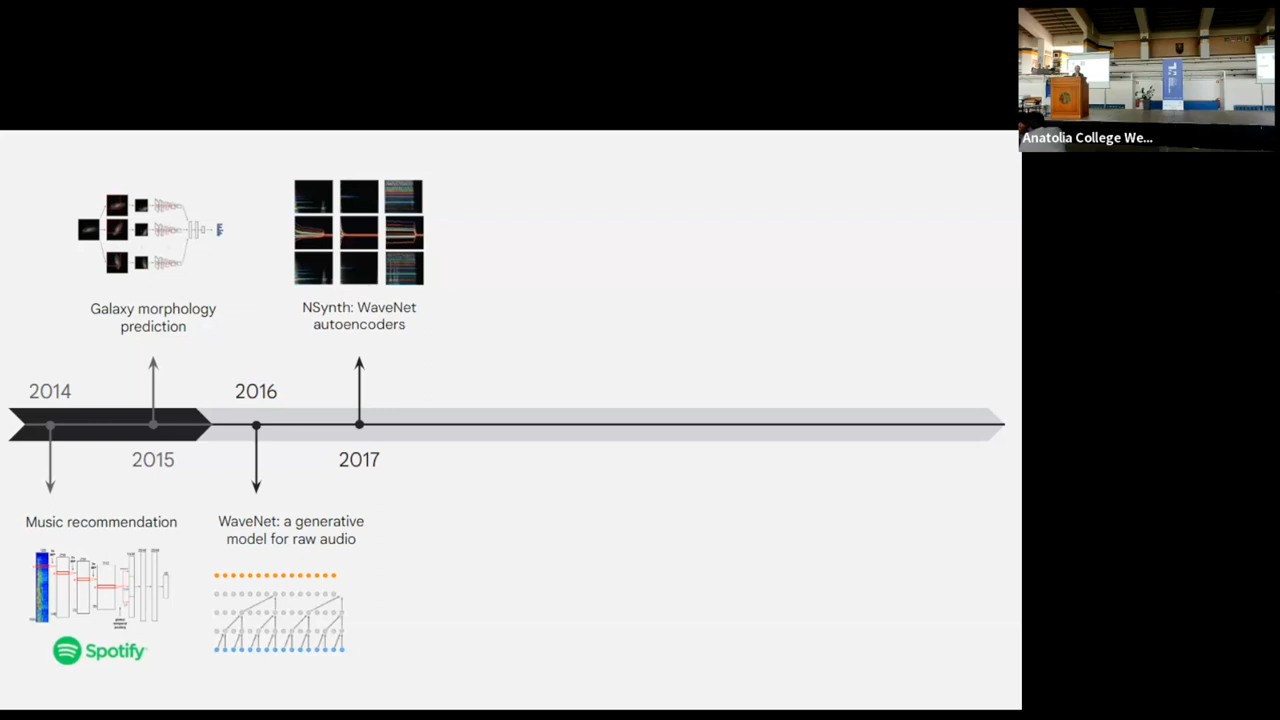 Anatolia College We...
Galaxy morphology
prediction
NSynth: WaveNet
autoencoders
2014
2016
2015
2017
Music recommendation
WaveNet: a generative
model for raw audio
Spotify